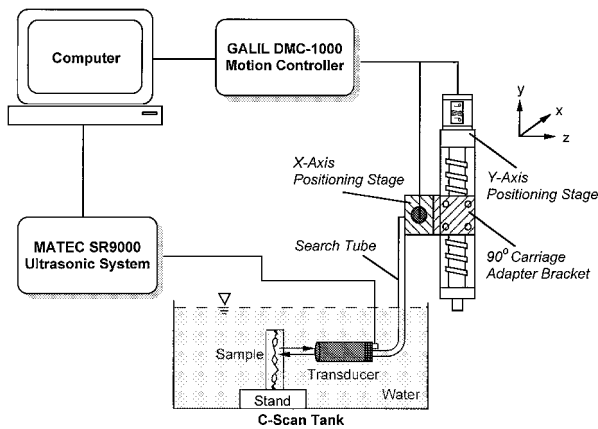 Computer
GALIL DMC-1000
Motion Controller
y
x
z
X-Axis
Positioning Stage
Y-Axis
Positioning Stage
MATEC SR9000
Ultrasonic System
Search Tube
90° Carriage
Adapter Bracket
Sample
Transducer
Water
Stand
C-Scan Tank